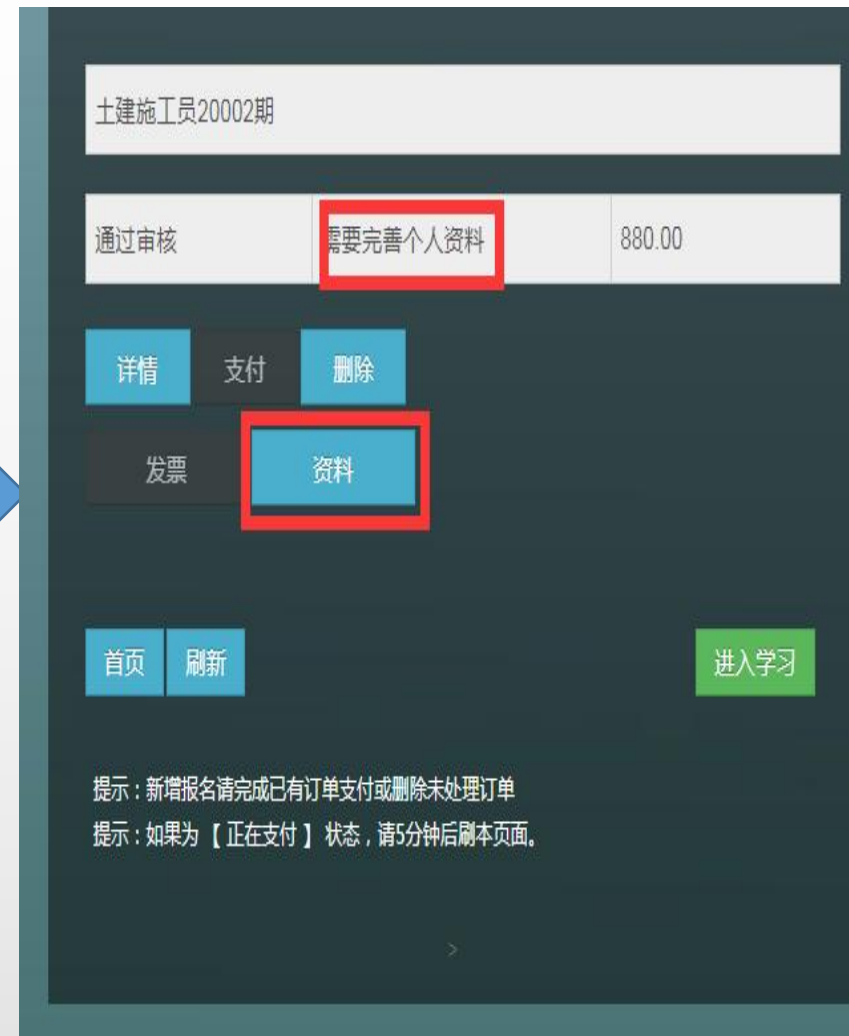 土建施工员20002期
通过审核 需要完善个人资料 880.00
详情 支付 删除
发票 资料
首页 刷新 进入学习
提示：新增报名请完成已有订单支付或删除未处理订单
提示：如果为 【 正在支付 】 状态，请5分钟后刷本页面。
>